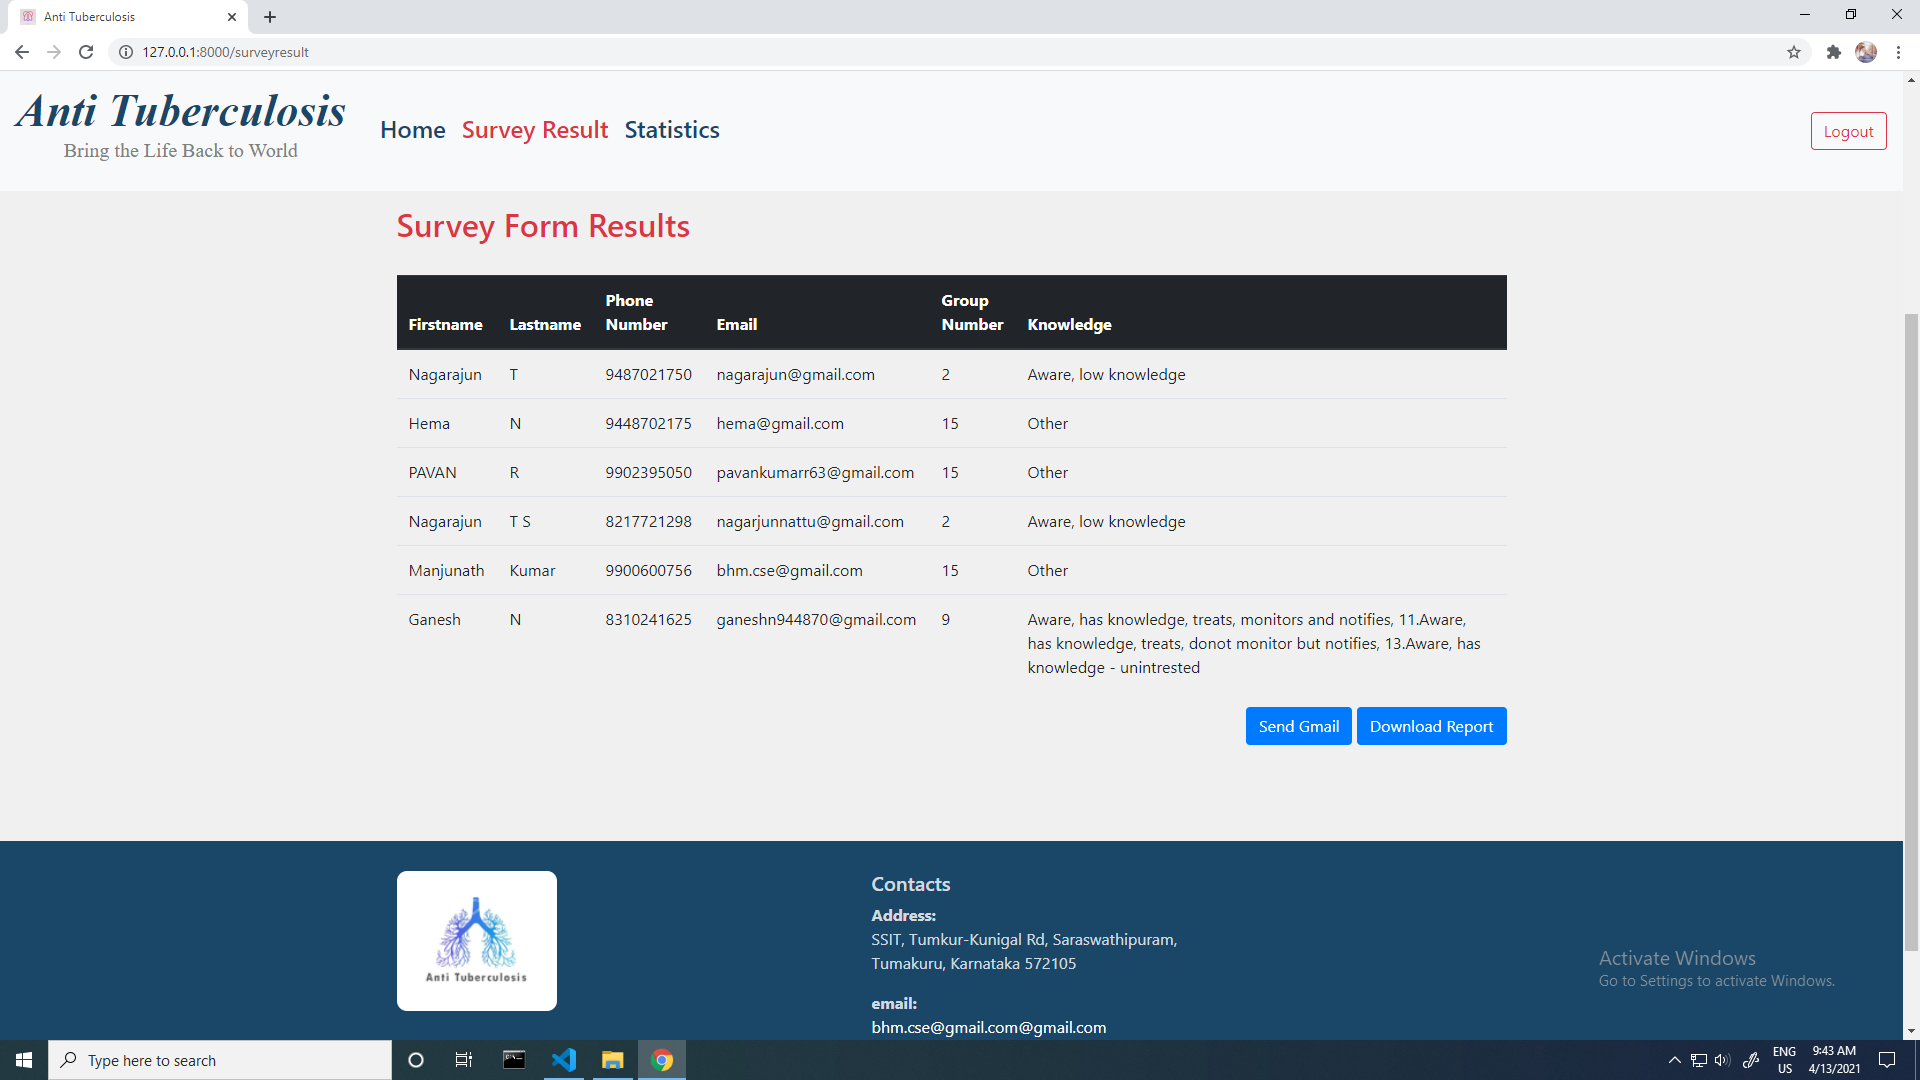 Anti Tuberculosis
127.0.0.1:8000/surveyresult
Anti Tuberculosis
Bring the Life Back to World
Home Survey Result Statistics
Logout
Survey Form Results
Firstname Lastname Phone Number Email Group Number Knowledge
Nagarajun T 9487021750 nagarajun@gmail.com 2 Aware, low knowledge
Hema N 9448702175 hema@gmail.com 15 Other
PAVAN R 9902395050 pavankumarr63@gmail.com 15 Other
Nagarajun T S 8217721298 nagarjunnattu@gmail.com 2 Aware, low knowledge
Manjunath Kumar 9900600756 bhm.cse@gmail.com 15 Other
Ganesh N 8310241625 ganeshn944870@gmail.com 9 Aware, has knowledge, treats, monitors and notifies, 11.Aware,
has knowledge, treats, donot monitor but notifies, 13.Aware, has
knowledge - unintrested
Send Gmail Download Report
Anti Tuberculosis
Contacts
Address:
SSIT, Tumkur-Kunigal Rd, Saraswathipuram,
Tumakuru, Karnataka 572105
email:
bhm.cse@gmail.com@gmail.com
Activate Windows
Go to Settings to activate Windows.
Type here to search
ENG
US
9:43 AM
4/13/2021